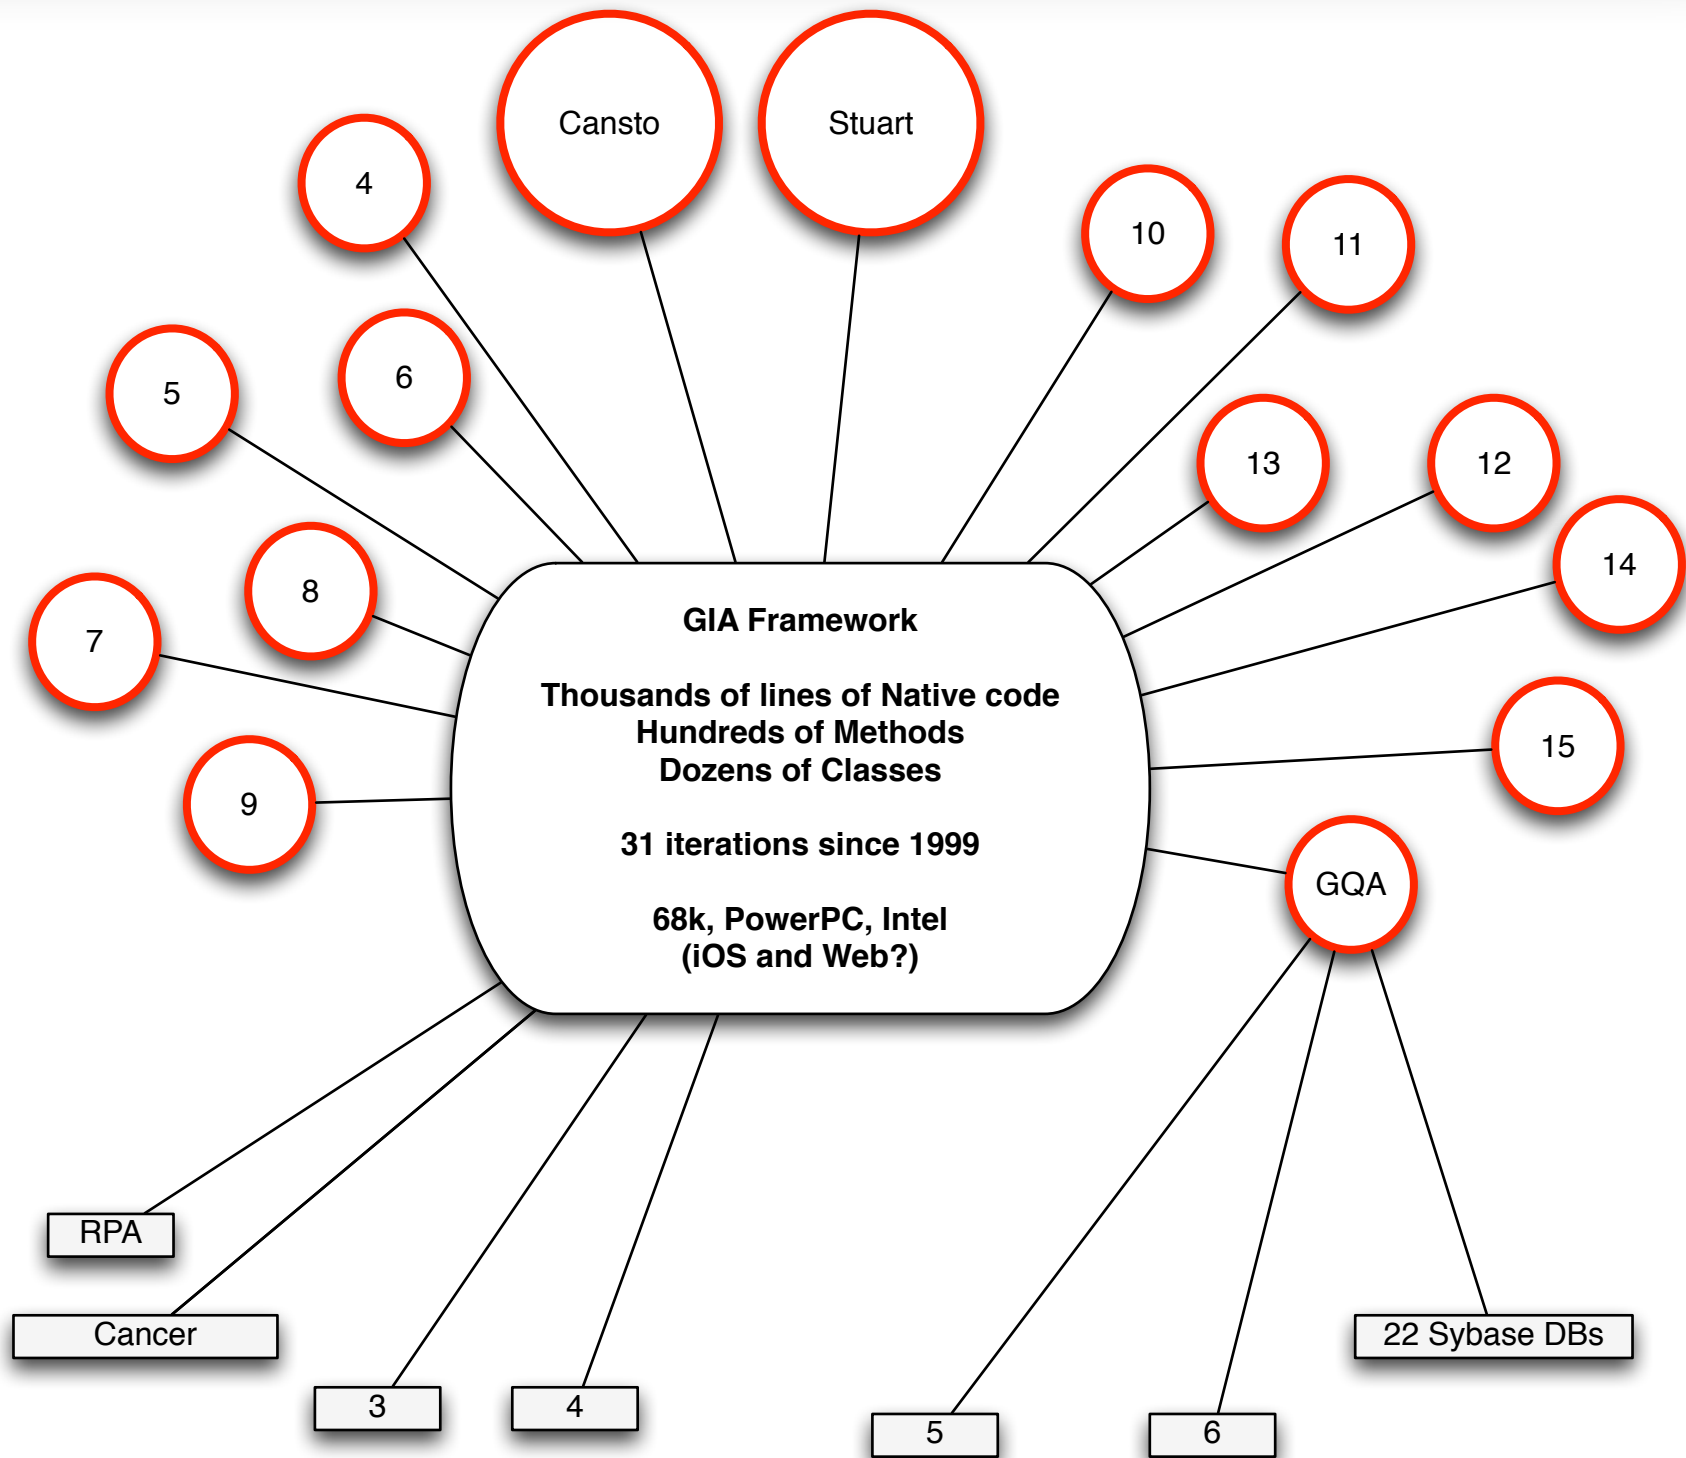 Cansto
Stuart
4
10
11
6
5
13
12
14
8
7
15
9
GIA Framework
Thousands of lines of Native code
Hundreds of Methods
Dozens of Classes
31 iterations since 1999
68k, PowerPC, Intel
(iOS and Web?)
GQA
RPA
Cancer
22 Sybase DBs
3
4
5
6